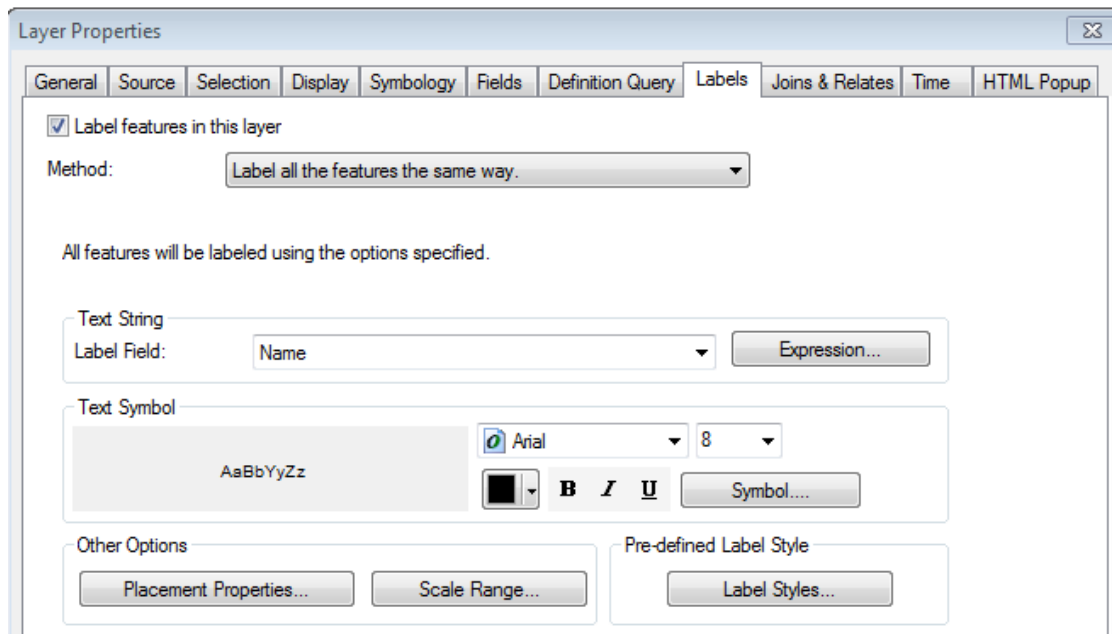 Layer Properties
General Source Selection Display Symbology Fields Definition Query Labels Joins & Relates Time HTML Popup
Label features in this layer
Method: Label all the features the same way.
All features will be labeled using the options specified.
Text String
Label Field: Name Expression...
Text Symbol
AaBbYyZz
Arial 8
B I U Symbol....
Other Options
Placement Properties... Scale Range...
Pre-defined Label Style
Label Styles...